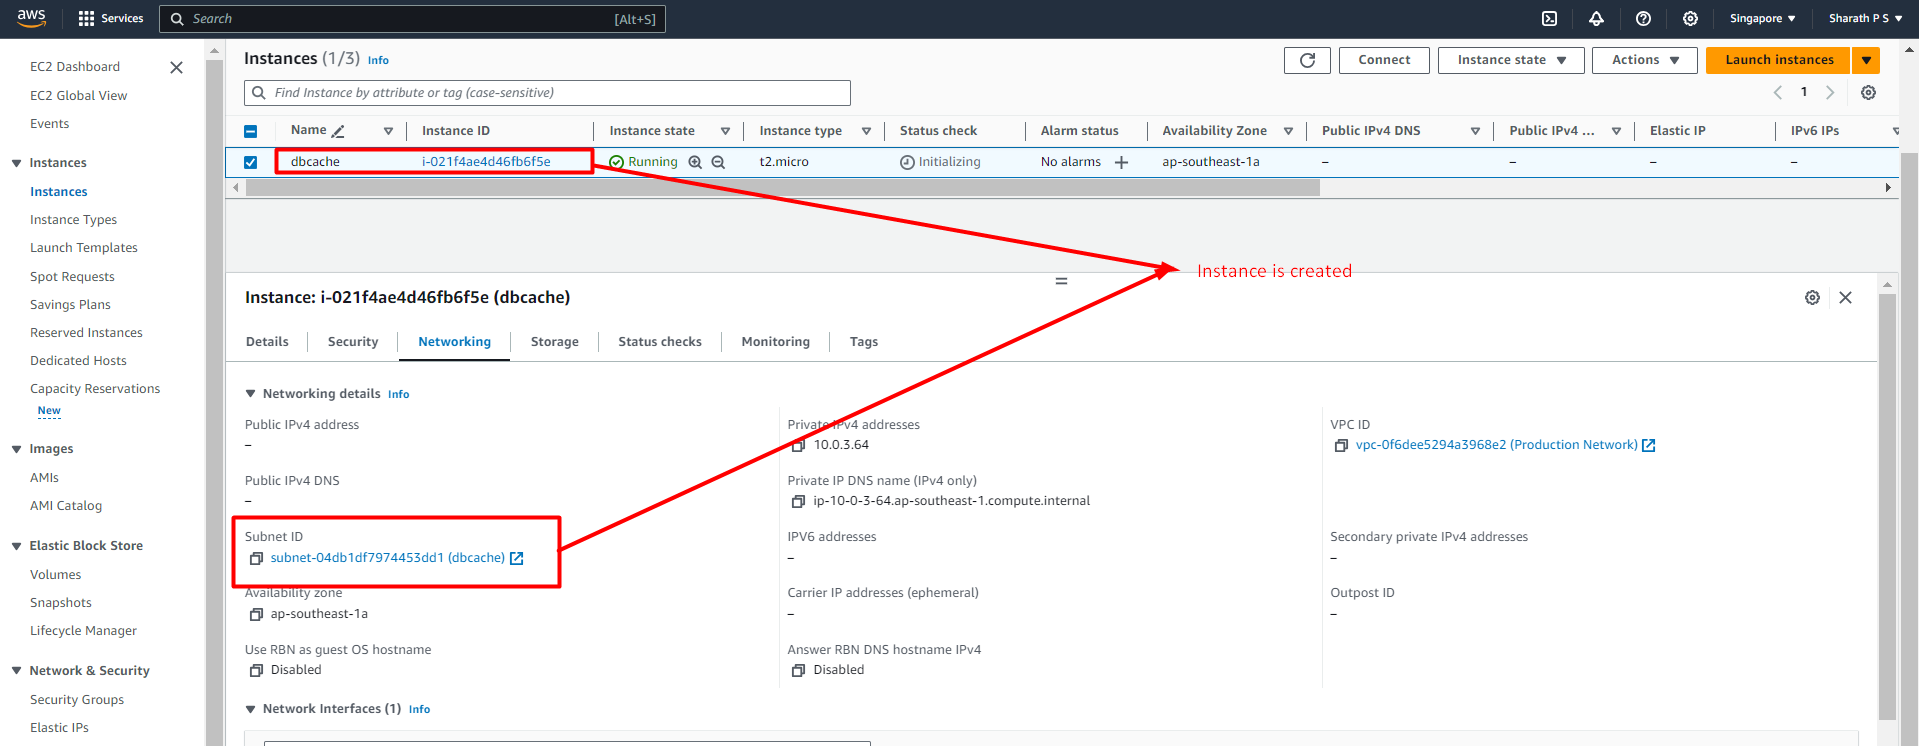 aws Services Search [Alt+S] Singapore Sharath P S
EC2 Dashboard
EC2 Global View
Events
Instances
Instances
Instance Types
Launch Templates
Spot Requests
Savings Plans
Reserved Instances
Dedicated Hosts
Capacity Reservations
New
Images
AMIs
AMI Catalog
Elastic Block Store
Volumes
Snapshots
Lifecycle Manager
Network & Security
Security Groups
Elastic IPs
Instances (1/3) Info Connect Instance state Actions Launch instances
Find Instance by attribute or tag (case-sensitive) 1
Name Instance ID Instance state Instance type Status check Alarm status Availability Zone Public IPv4 DNS Public IPv4 ... Elastic IP IPv6 IPs
dbcache i-021f4ae4d46fb6f5e Running t2.micro Initializing No alarms ap-southeast-1a – – – –
Instance is created
Instance: i-021f4ae4d46fb6f5e (dbcache)
Details Security Networking Storage Status checks Monitoring Tags
Networking details Info
Public IPv4 address Private IPv4 addresses VPC ID
– 10.0.3.64 vpc-0f6dee5294a3968e2 (Production Network)
Public IPv4 DNS Private IP DNS name (IPv4 only)
– ip-10-0-3-64.ap-southeast-1.compute.internal
Subnet ID IPV6 addresses Secondary private IPv4 addresses
subnet-04db1df7974453dd1 (dbcache) – –
Availability zone Carrier IP addresses (ephemeral) Outpost ID
ap-southeast-1a – –
Use RBN as guest OS hostname Answer RBN DNS hostname IPv4
Disabled Disabled
Network Interfaces (1) Info